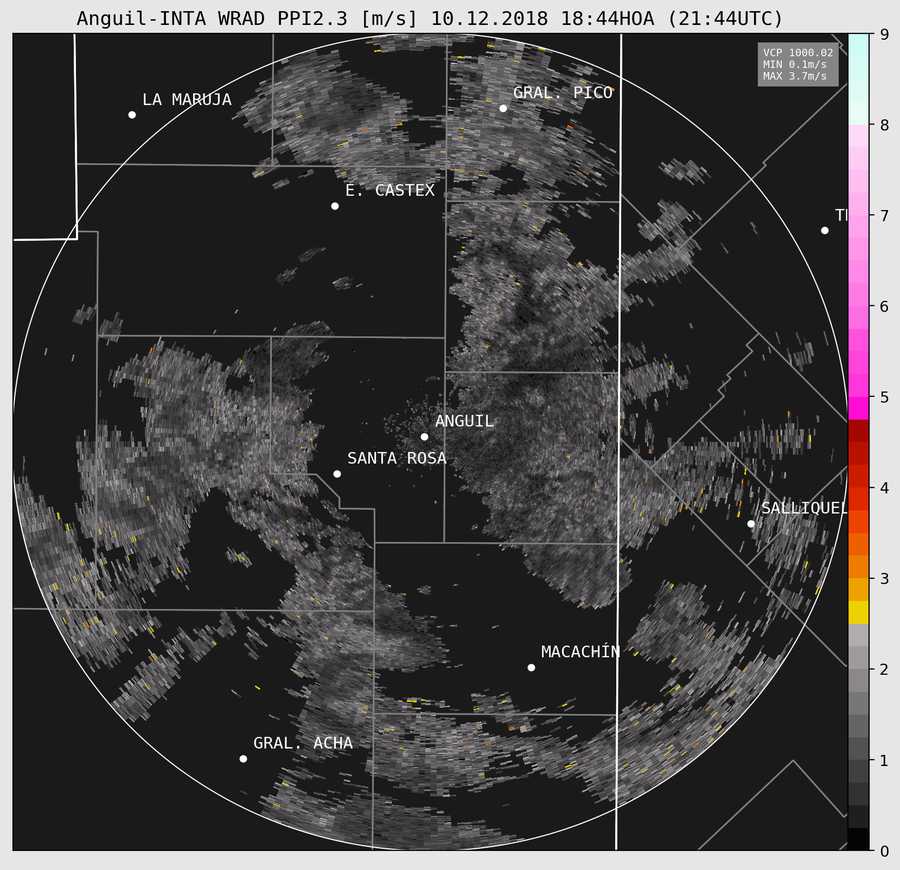 Anguil-INTA WRAD PPI2.3 [m/s] 10.12.2018 18:44HOA (21:44UTC)
VCP 1000.02
MIN 0.1m/s
MAX 3.7m/s
LA MARUJA
GRAL. PICO
E. CASTEX
ANGUIL
SANTA ROSA
SALLIQUEL
MACACHÍN
GRAL. ACHA
9
8
7
6
5
4
3
2
1
0